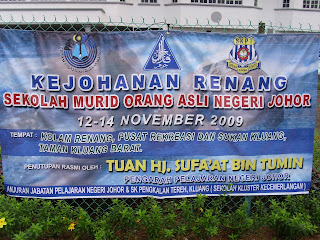 KEJOHANAN RENANG
SEKOLAH MURID ORANG ASLI NEGERI JOHOR
12-14 NOVEMBER 2009
TEMPAT : KOLAM RENANG, PUSAT REKREASI DAN SUKAN KLUANG,
TAMAN KLUANG BARAT.
PENUTUPAN RASMI OLEH : TUAN HJ. SUFA'AT BIN TUMIN
PENGARAH PELAJARAN NEGERI JOHOR
ANJURAN JABATAN PELAJARAN NEGERI JOHOR & SK PENGKALAN TEREH, KLUANG ( SEKOLAH KLUSTER KECEMERLANGAN )